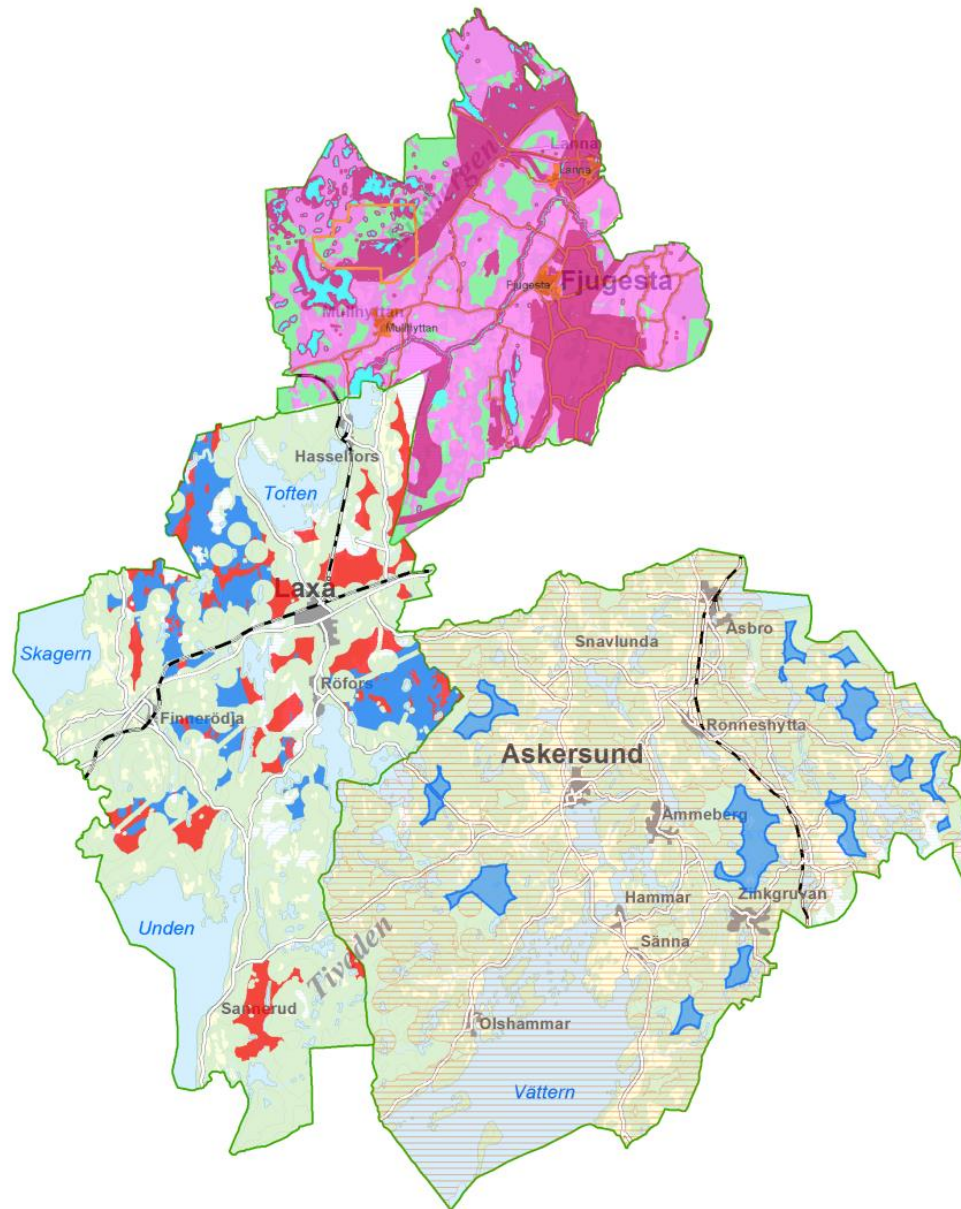 Lanna
Lanna
Fjugesta
Fjugesta
Mullhyttan
Mullhyttan
Hasselfors
Toften
Laxå
Skagern
Snavlunda
Åsbro
Röfors
Finnerödja
Rönneshytta
Askersund
Åmmeberg
Hammar
Zinkgruvan
Unden
Sänna
Tiveden
Sannerud
Olshammar
Vättern